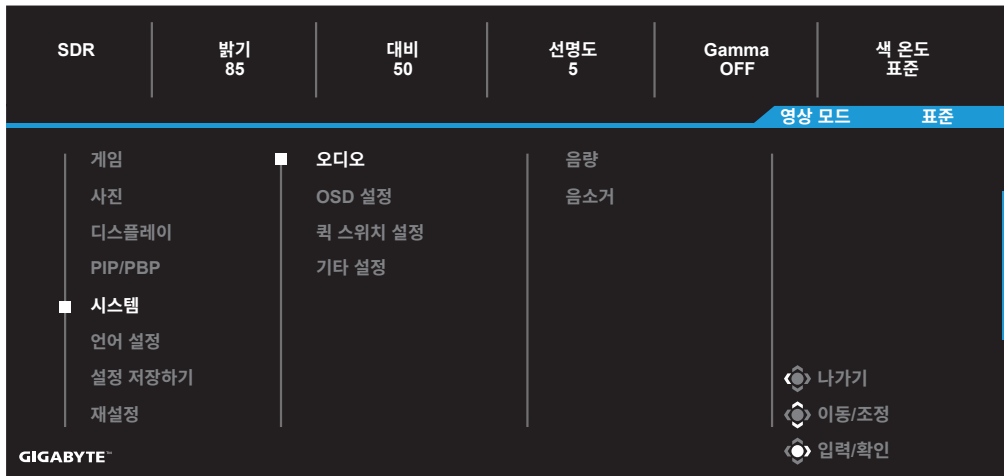 SDR
밝기
85
대비
50
선명도
5
Gamma
OFF
색 온도
표준
영상 모드 표준
게임
사진
디스플레이
PIP/PBP
시스템
언어 설정
설정 저장하기
재설정
오디오
OSD 설정
퀵 스위치 설정
기타 설정
음량
음소거
나가기
이동/조정
입력/확인
GIGABYTE™